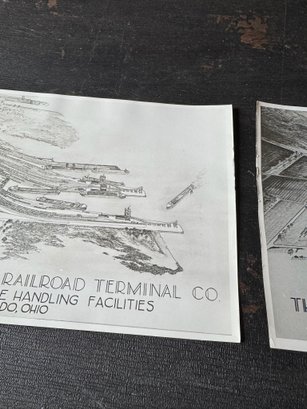 RAILROAD TERMINAL CO.
E HANDLING FACILITIES
DO, OHIO
TH